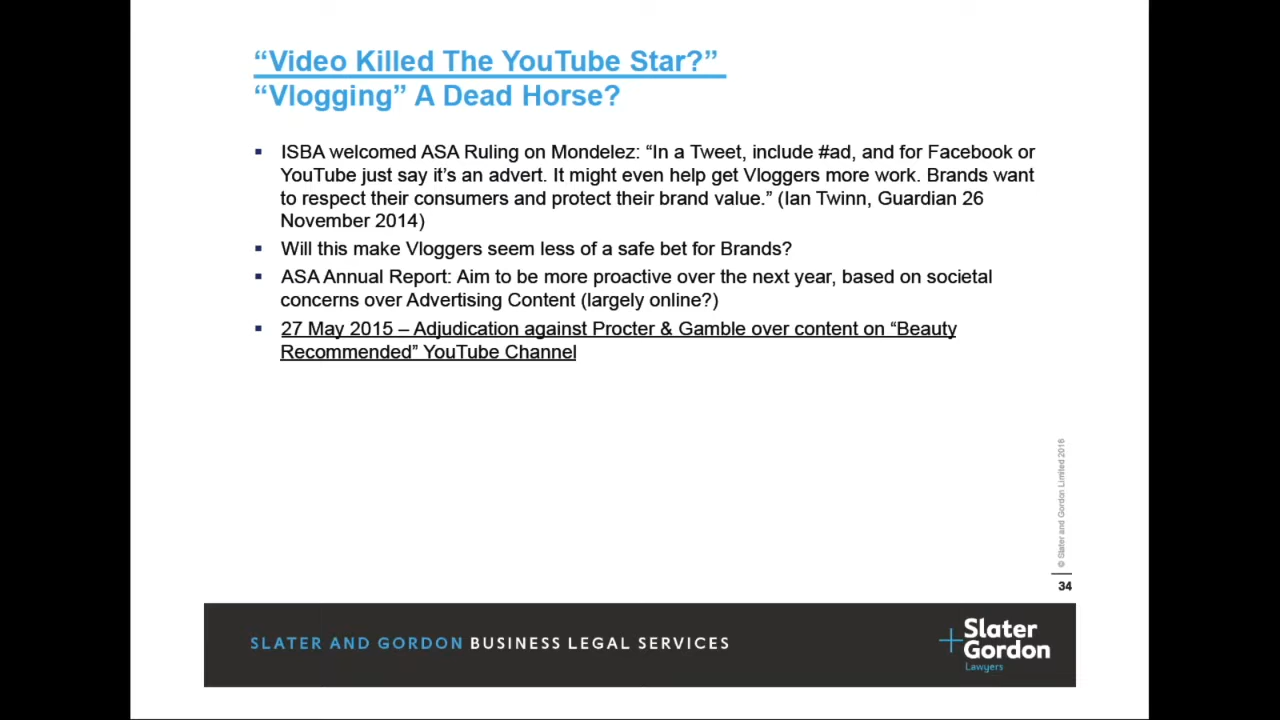 “Video Killed The YouTube Star?”
“Vlogging” A Dead Horse?
▪ ISBA welcomed ASA Ruling on Mondelez: “In a Tweet, include #ad, and for Facebook or
YouTube just say it’s an advert. It might even help get Vloggers more work. Brands want
to respect their consumers and protect their brand value.” (Ian Twinn, Guardian 26
November 2014)
▪ Will this make Vloggers seem less of a safe bet for Brands?
▪ ASA Annual Report: Aim to be more proactive over the next year, based on societal
concerns over Advertising Content (largely online?)
▪ 27 May 2015 – Adjudication against Procter & Gamble over content on “Beauty
Recommended” YouTube Channel
© Slater and Gordon Limited 2016
34
SLATER AND GORDON BUSINESS LEGAL SERVICES
Slater
Gordon
Lawyers